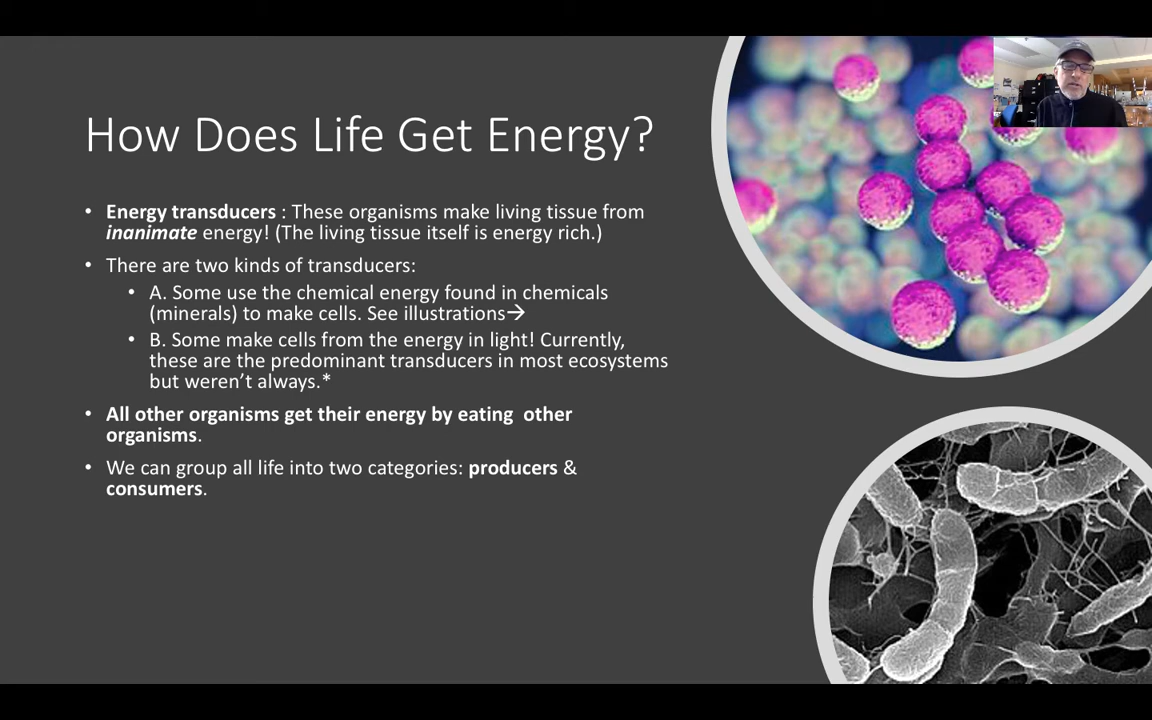 How Does Life Get Energy?
• Energy transducers : These organisms make living tissue from
inanimate energy! (The living tissue itself is energy rich.)
• There are two kinds of transducers:
• A. Some use the chemical energy found in chemicals
(minerals) to make cells. See illustrations→
• B. Some make cells from the energy in light! Currently,
these are the predominant transducers in most ecosystems
but weren’t always.*
• All other organisms get their energy by eating  other
organisms.
• We can group all life into two categories: producers &
consumers.